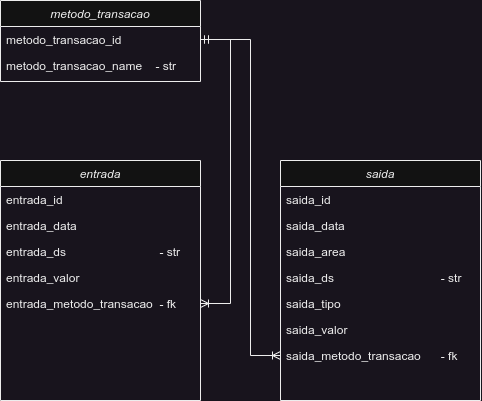 metodo_transacao
metodo_transacao_id
metodo_transacao_name - str
entrada
entrada_id
entrada_data
entrada_ds - str
entrada_valor
entrada_metodo_transacao - fk
saida
saida_id
saida_data
saida_area
saida_ds - str
saida_tipo
saida_valor
saida_metodo_transacao - fk